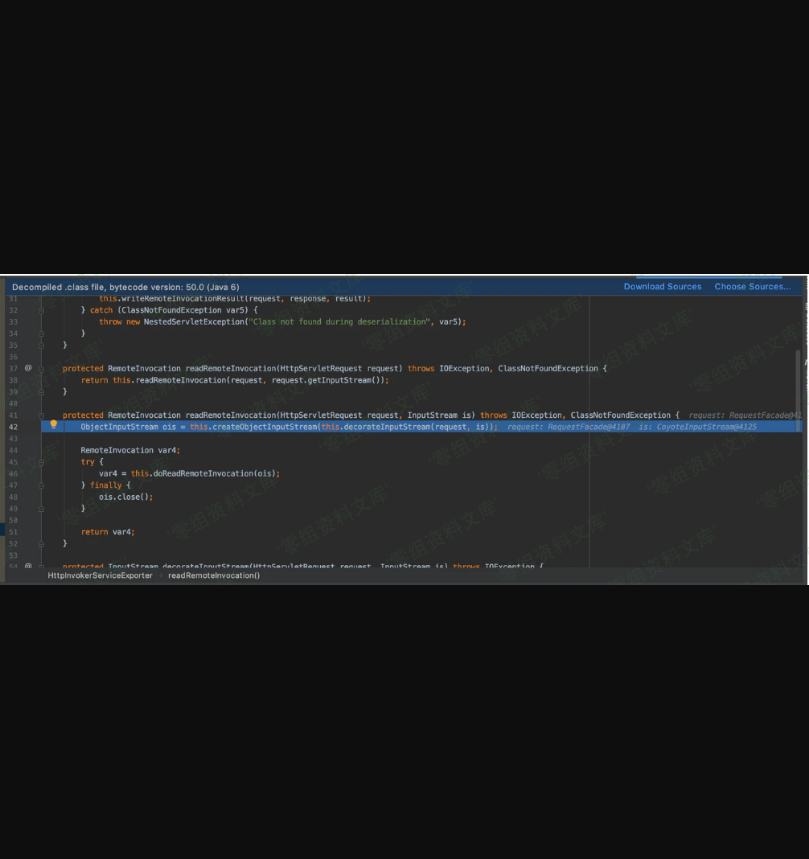 Decompiled .class file, bytecode version: 50.0 (Java 6) Download Sources Choose Sources...
31 this.writeRemoteInvocationResult(request, response, result);
32 } catch (ClassNotFoundException var5) {
33 throw new NestedServletException("Class not found during deserialization", var5);
34 }
35 }
36
37 @ protected RemoteInvocation readRemoteInvocation(HttpServletRequest request) throws IOException, ClassNotFoundException {
38 return this.readRemoteInvocation(request, request.getInputStream());
39 }
40
41 protected RemoteInvocation readRemoteInvocation(HttpServletRequest request, InputStream is) throws IOException, ClassNotFoundException { request: RequestFacade@41
42 ObjectInputStream ois = this.createObjectInputStream(this.decorateInputStream(request, is)); request: RequestFacade@4107 is: CoyoteInputStream@4125
43
44 RemoteInvocation var4;
45 try {
46 var4 = this.doReadRemoteInvocation(ois);
47 } finally {
48 ois.close();
49 }
50
51 return var4;
52 }
53
54 @ protected InputStream decorateInputStream(HttpServletRequest request, InputStream is) throws IOException {
HttpInvokerServiceExporter › readRemoteInvocation()
零组资料文库